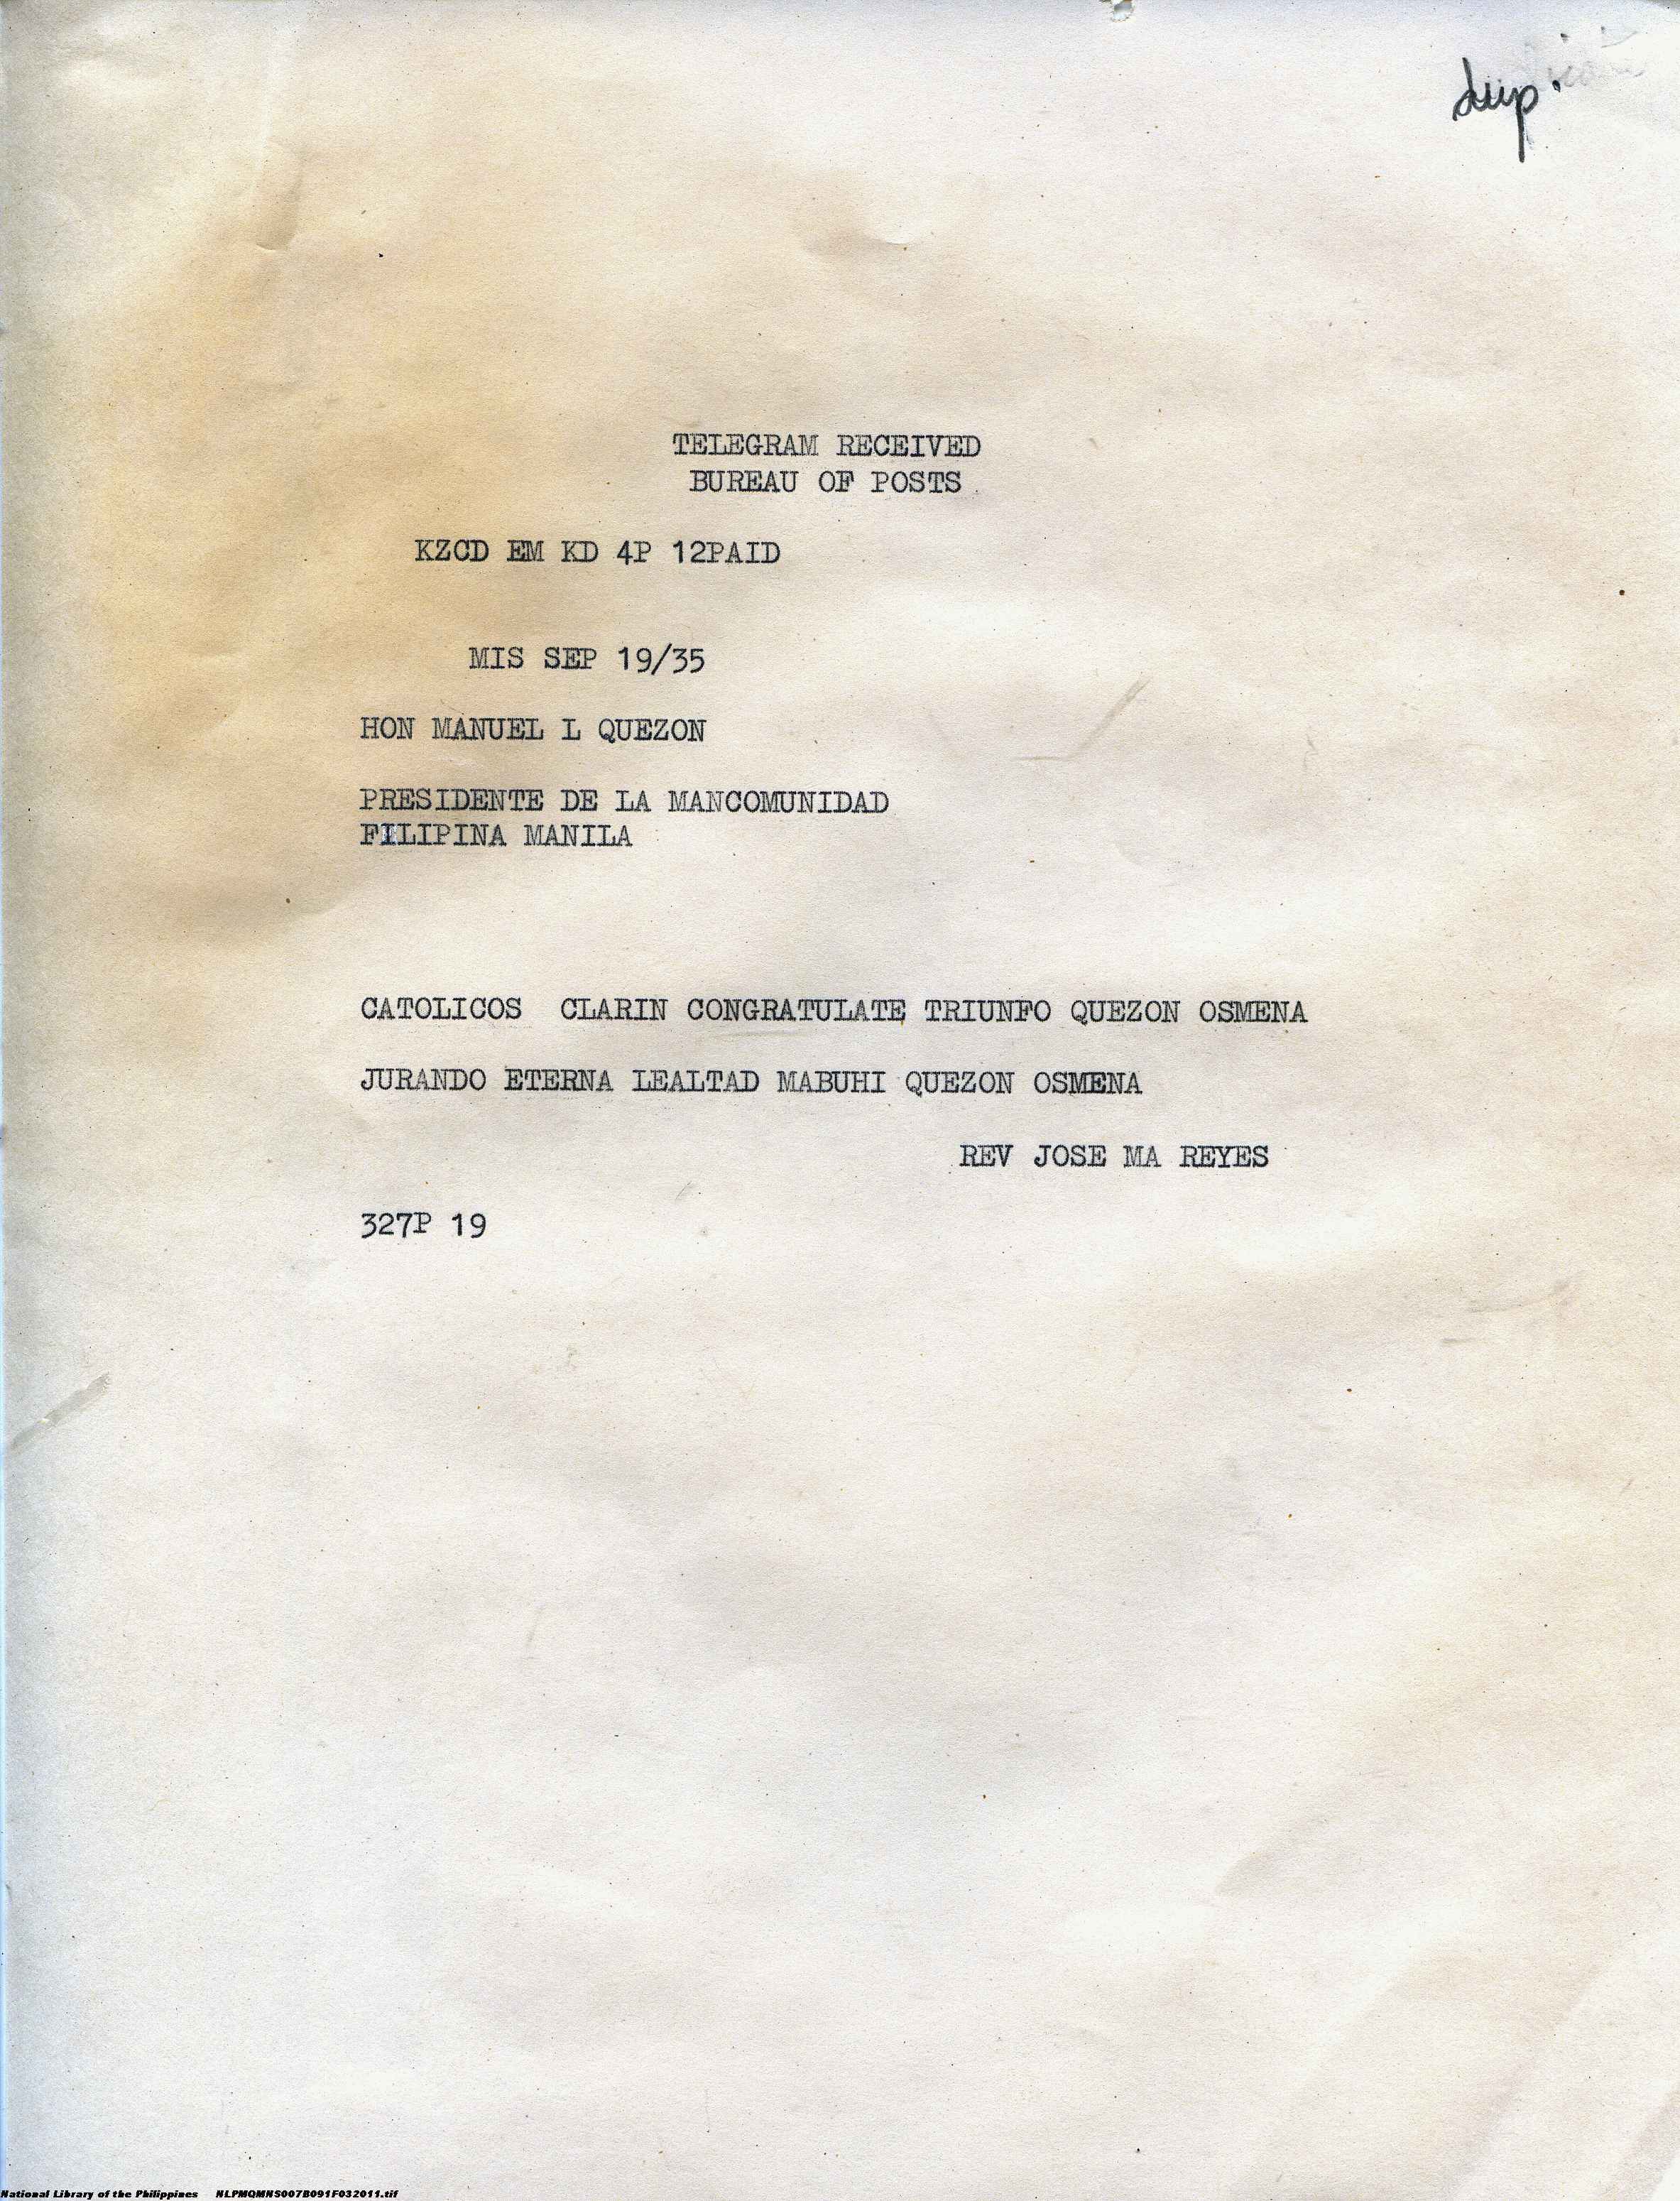 dup.
TELEGRAM RECEIVED
BUREAU OF POSTS
KZCD EM KD 4P 12PAID
MIS SEP 19/35
HON MANUEL L QUEZON
PRESIDENTE DE LA MANCOMUNIDAD
FILIPINA MANILA
CATOLICOS CLARIN CONGRATULATE TRIUNFO QUEZON OSMENA
JURANDO ETERNA LEALTAD MABUHI QUEZON OSMENA
REV JOSE MA REYES
327P 19
National Library of the Philippines NLPMQMNS007B091F032011.tif